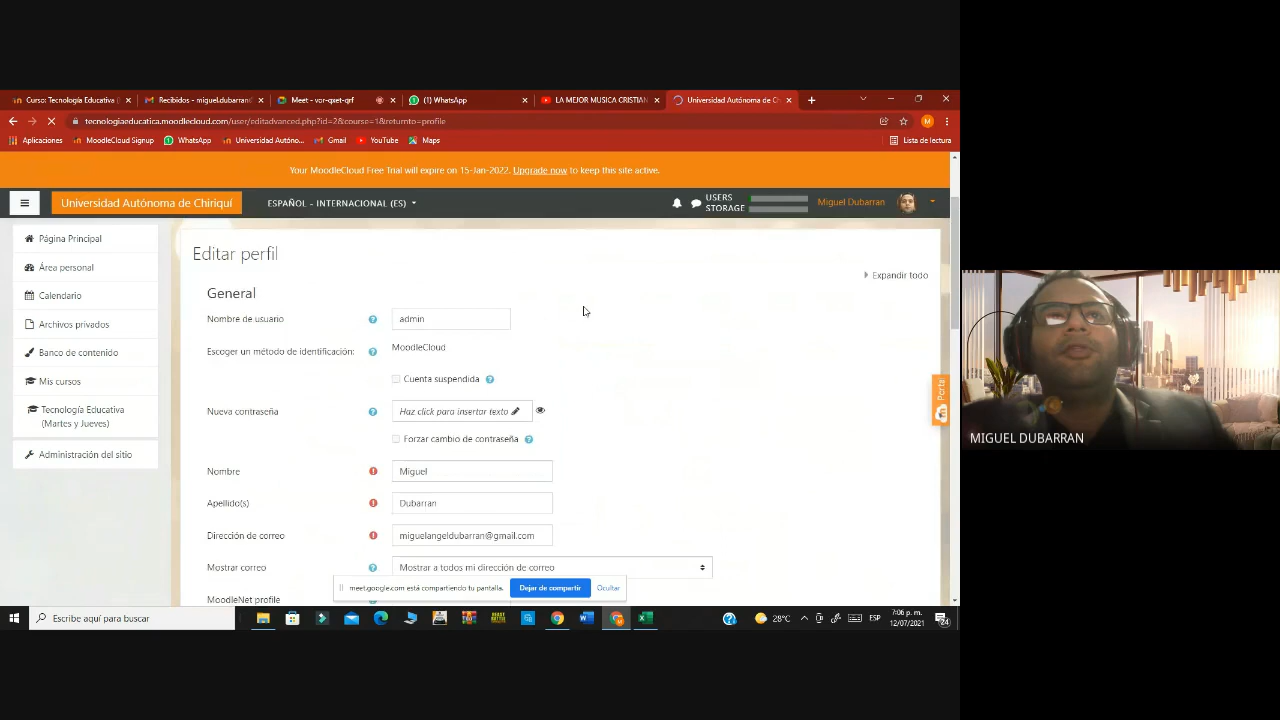 Curso: Tecnología Educativa (
Recibidos - miguel.dubarran@
Meet - vor-qxet-qrf
(1) WhatsApp
LA MEJOR MUSICA CRISTIAN
Universidad Autónoma de Chi
tecnologiaeducatica.moodlecloud.com/user/editadvanced.php?id=2&course=1&returnto=profile
M
Aplicaciones
MoodleCloud Signup
WhatsApp
Universidad Autóno...
Gmail
YouTube
Maps
Lista de lectura
Your MoodleCloud Free Trial will expire on 15-Jan-2022. Upgrade now to keep this site active.
Universidad Autónoma de Chiriquí
ESPAÑOL - INTERNACIONAL (ES)
USERS
STORAGE
Miguel Dubarran
Página Principal
Área personal
Calendario
Archivos privados
Banco de contenido
Mis cursos
Tecnología Educativa
(Martes y Jueves)
Administración del sitio
Editar perfil
Expandir todo
General
Nombre de usuario
admin
Escoger un método de identificación:
MoodleCloud
Cuenta suspendida
Nueva contraseña
Haz click para insertar texto
Forzar cambio de contraseña
Nombre
Miguel
Apellido(s)
Dubarran
Dirección de correo
miguelangeldubarran@gmail.com
Mostrar correo
Mostrar a todos mi dirección de correo
MoodleNet profile
meet.google.com está compartiendo tu pantalla.
Dejar de compartir
Ocultar
Portal
MIGUEL DUBARRAN
Escribe aquí para buscar
28°C
ESP
7:06 p. m.
12/07/2021
24